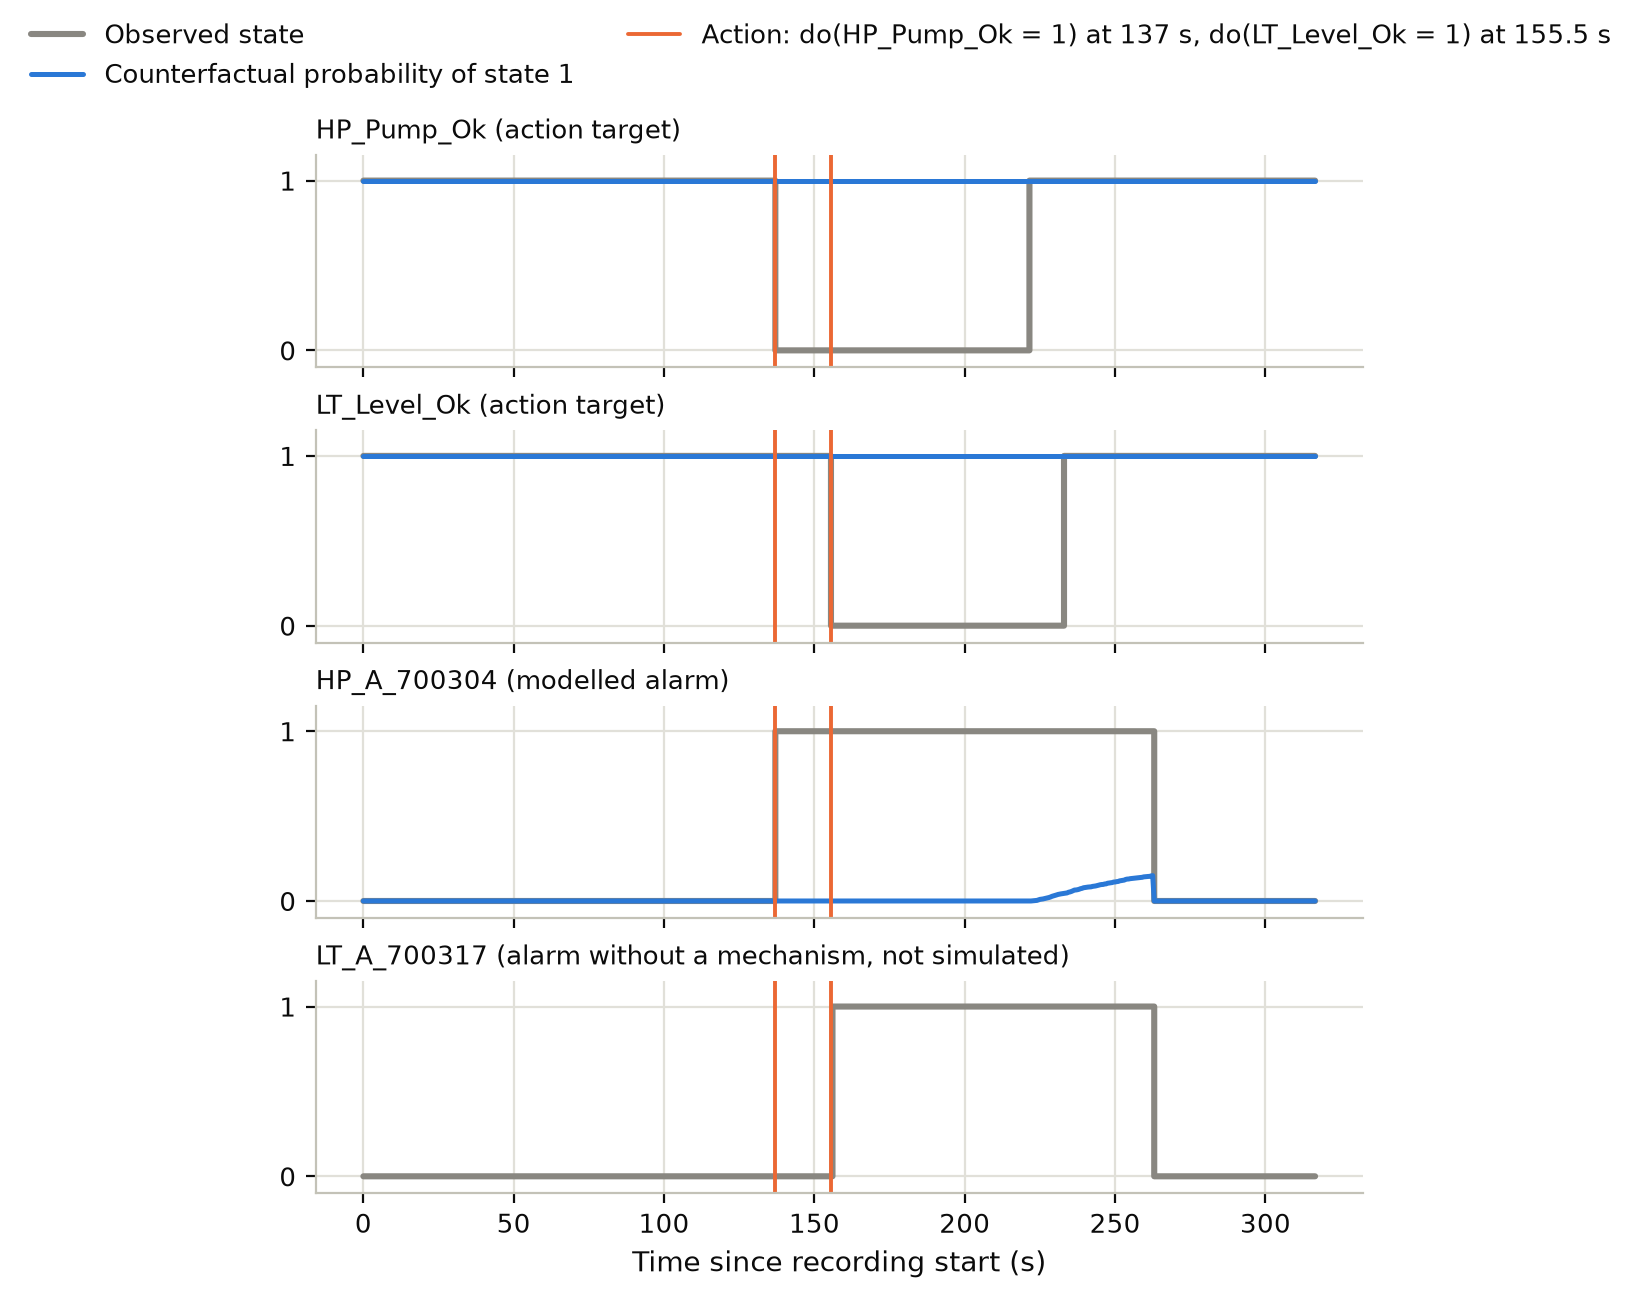 Observed state
Counterfactual probability of state 1
Action: do(HP_Pump_Ok = 1) at 137 s, do(LT_Level_Ok = 1) at 155.5 s
HP_Pump_Ok (action target)
1
0
LT_Level_Ok (action target)
1
0
HP_A_700304 (modelled alarm)
1
0
LT_A_700317 (alarm without a mechanism, not simulated)
1
0
0 50 100 150 200 250 300
Time since recording start (s)